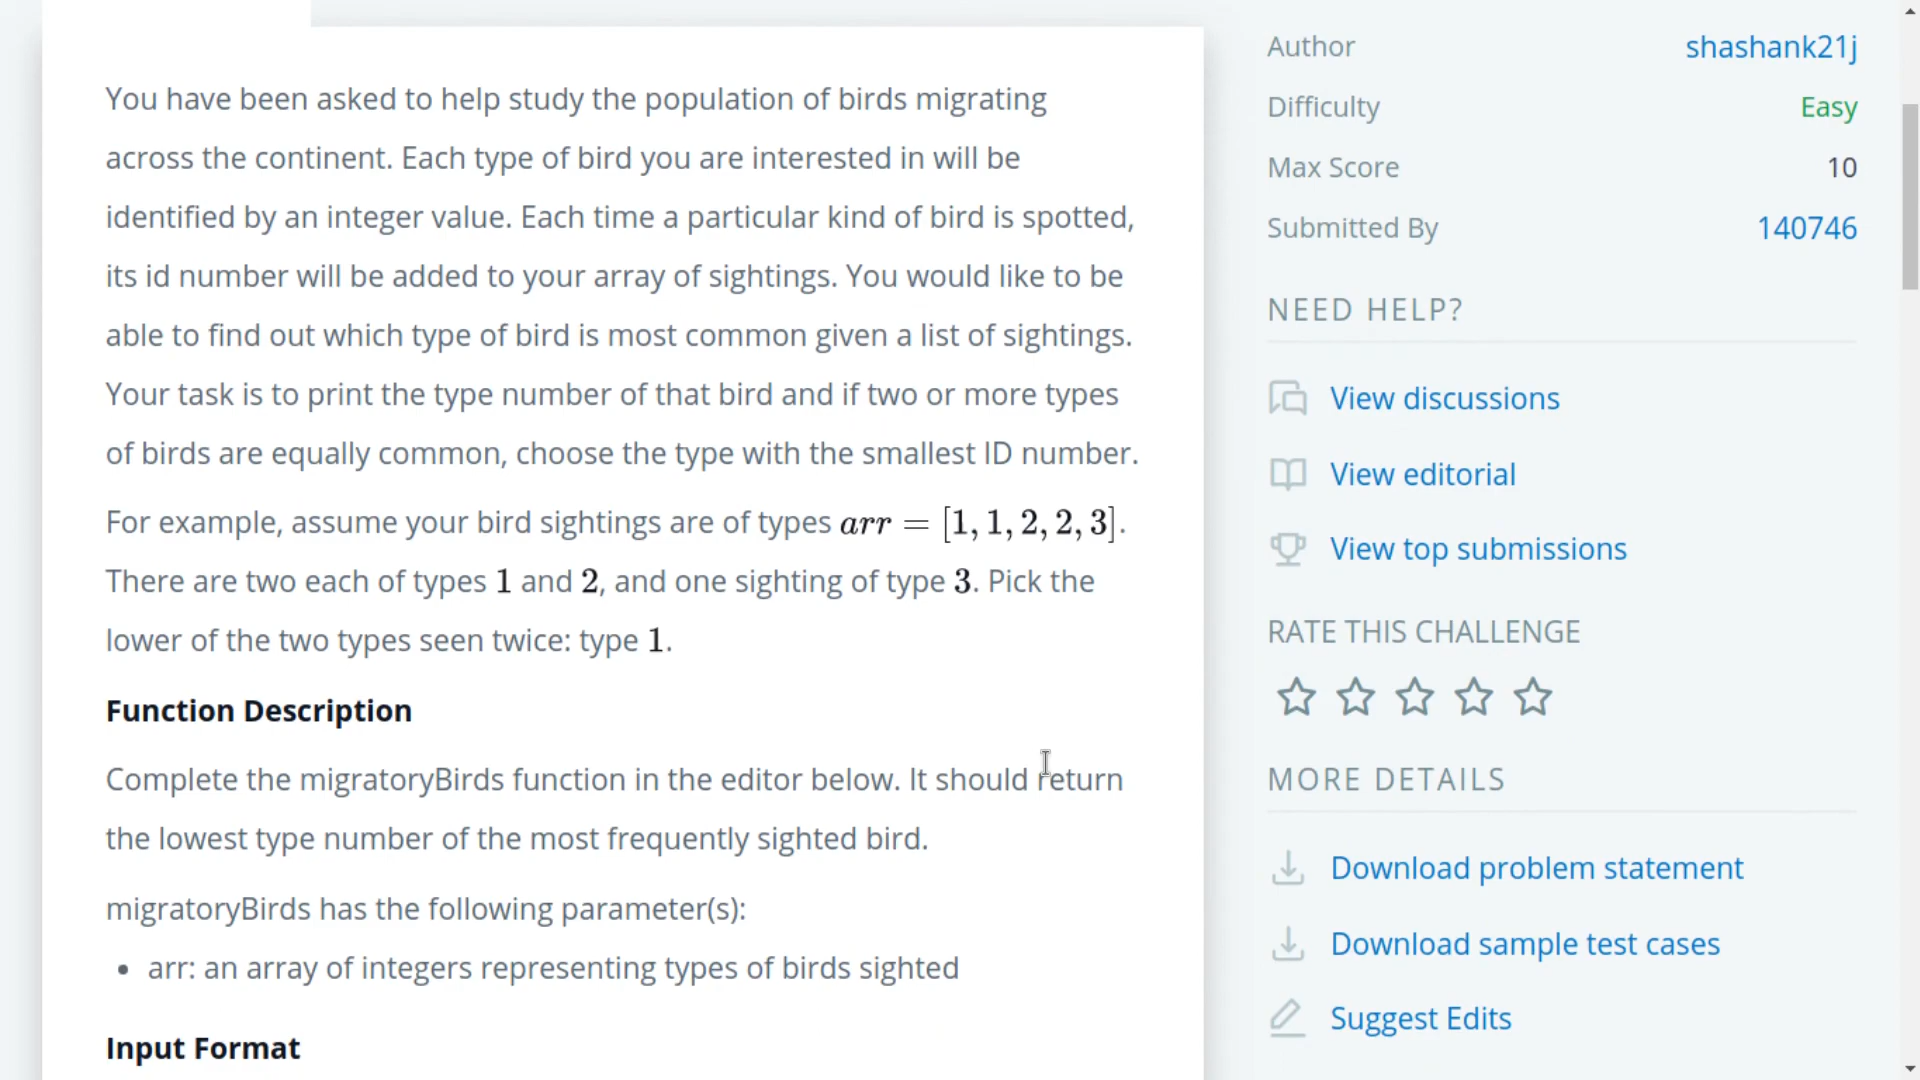 You have been asked to help study the population of birds migrating
across the continent. Each type of bird you are interested in will be
identified by an integer value. Each time a particular kind of bird is spotted,
its id number will be added to your array of sightings. You would like to be
able to find out which type of bird is most common given a list of sightings.
Your task is to print the type number of that bird and if two or more types
of birds are equally common, choose the type with the smallest ID number.
For example, assume your bird sightings are of types arr = [1, 1, 2, 2, 3].
There are two each of types 1 and 2, and one sighting of type 3. Pick the
lower of the two types seen twice: type 1.
Function Description
Complete the migratoryBirds function in the editor below. It should return
the lowest type number of the most frequently sighted bird.
migratoryBirds has the following parameter(s):
• arr: an array of integers representing types of birds sighted
Input Format
Author shashank21j
Difficulty Easy
Max Score 10
Submitted By 140746
NEED HELP?
View discussions
View editorial
View top submissions
RATE THIS CHALLENGE
MORE DETAILS
Download problem statement
Download sample test cases
Suggest Edits